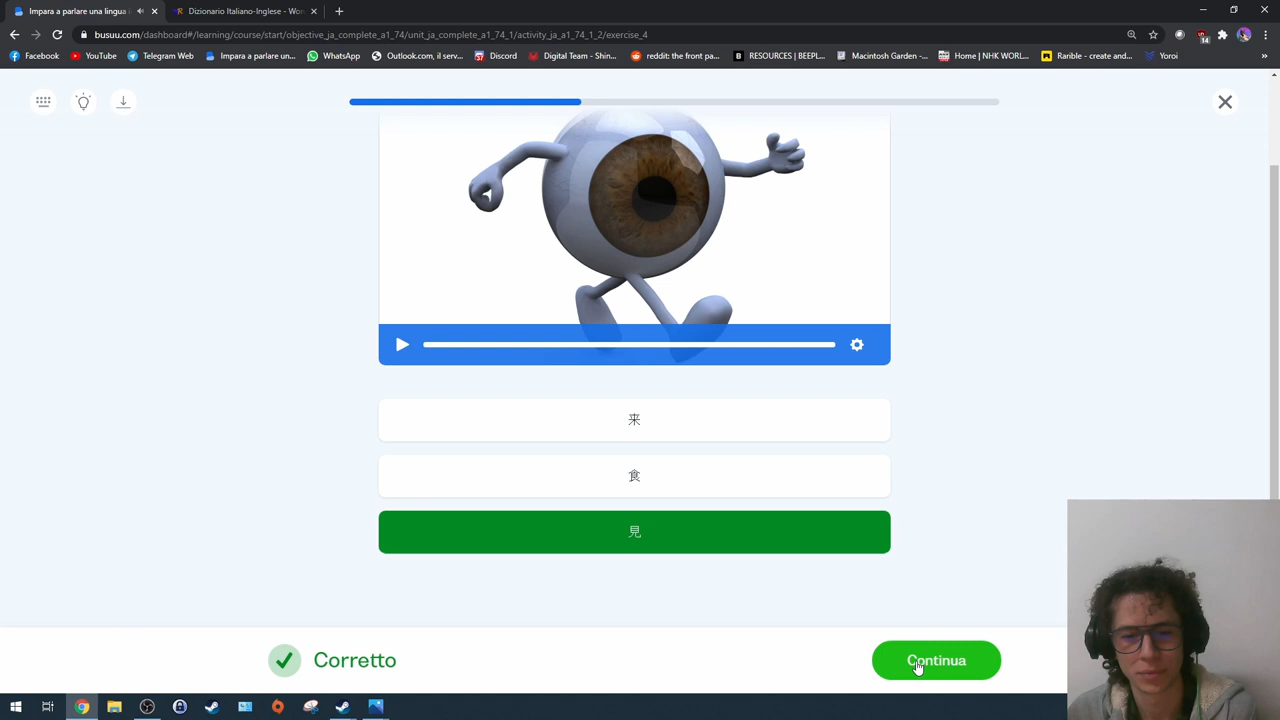 Impara a parlare una lingua i
Dizionario Italiano-Inglese - Wor
busuu.com/dashboard#/learning/course/start/objective_ja_complete_a1_74/unit_ja_complete_a1_74_1/activity_ja_a1_74_1_2/exercise_4
14
Facebook
YouTube
Telegram Web
Impara a parlare un...
WhatsApp
Outlook.com, il serv...
Discord
Digital Team - Shin...
reddit: the front pa...
RESOURCES | BEEPL...
Macintosh Garden -...
Home | NHK WORL...
Rarible - create and...
Yoroi
»
来
食
見
Corretto
Continua